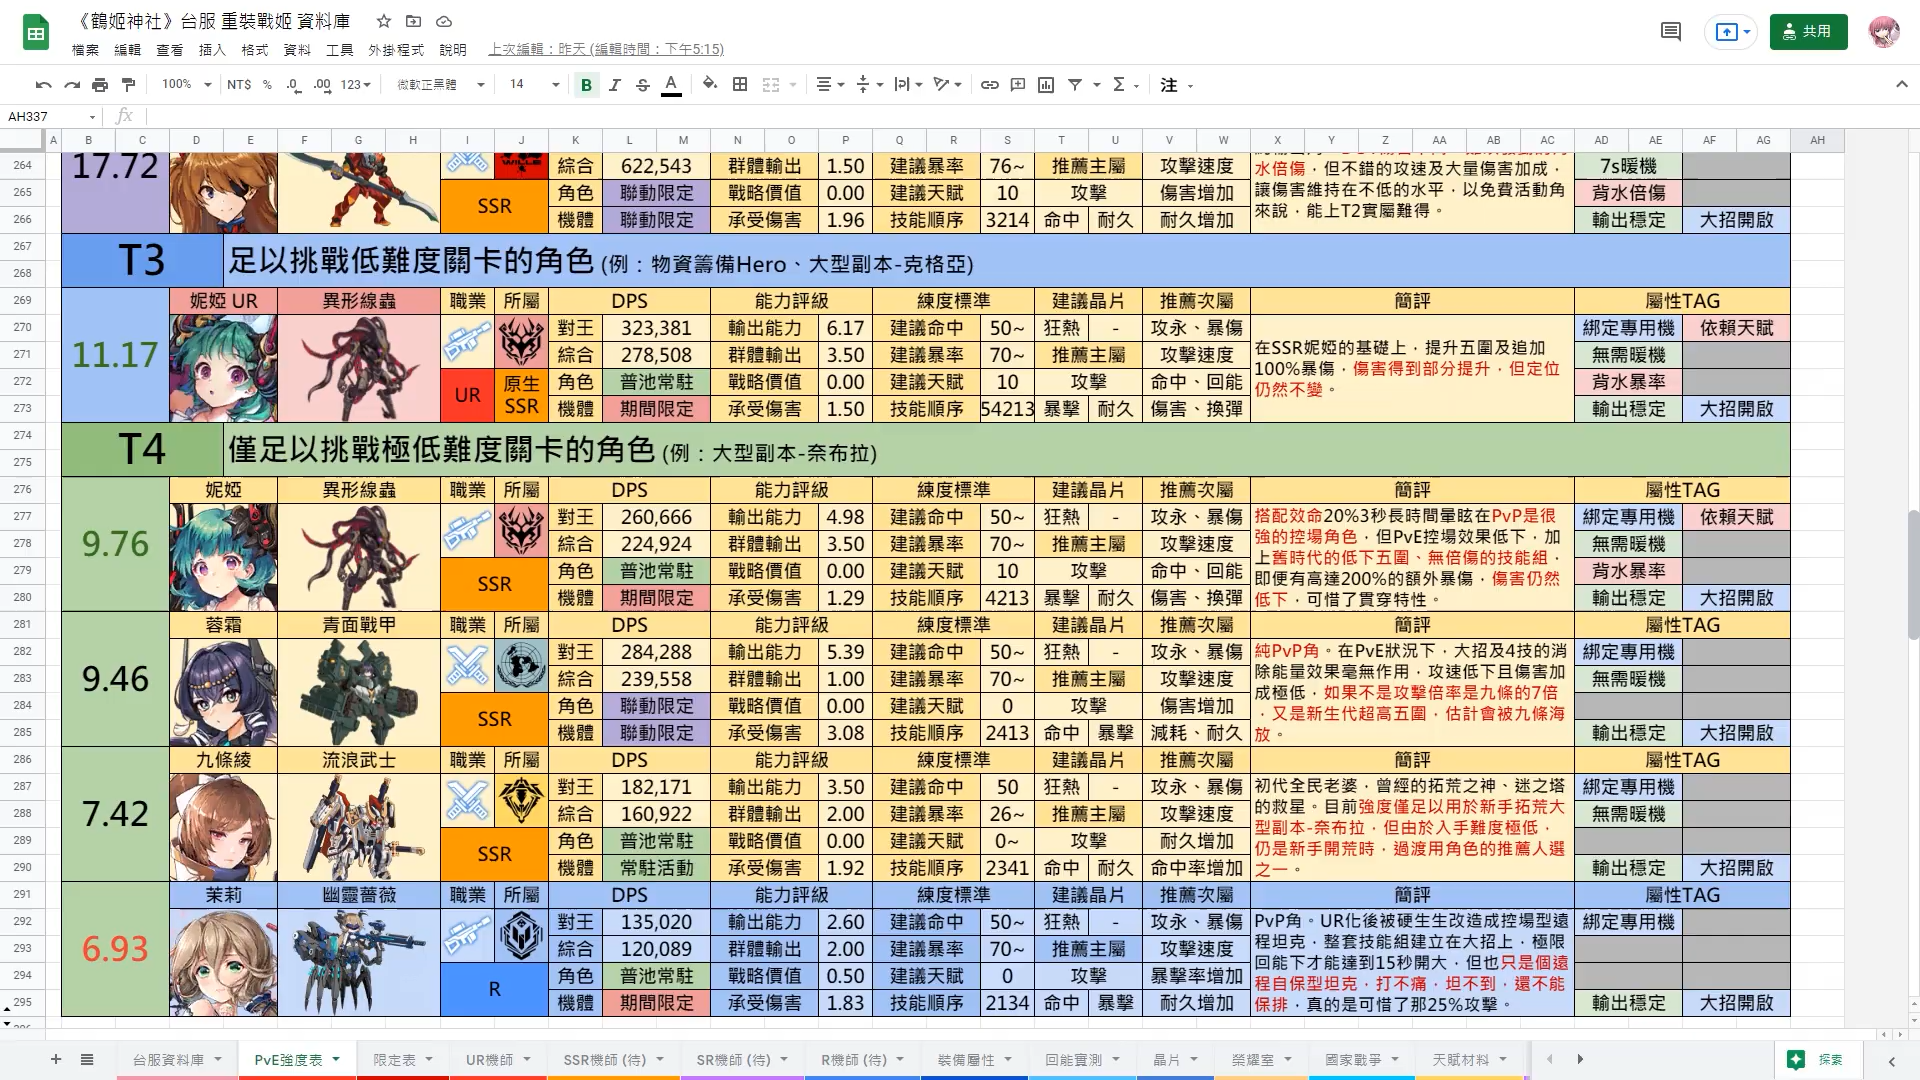 《鶴姬神社》台服 重裝戰姬 資料庫
檔案 編輯 查看 插入 格式 資料 工具 外掛程式 說明 上次編輯：昨天 (編輯時間：下午5:15)
共用
100% NT$ % .0 .00 123 微軟正黑體 14 B I S A 注
AH337 fx
A B C D E F G H I J K L M N O P Q R S T U V W X Y Z AA AB AC AD AE AF AG AH
264 17.72 綜合 622,543 群體輸出 1.50 建議暴率 76~ 推薦主屬 攻擊速度 水倍傷，但不錯的攻速及大量傷害加成， 7s暖機
265 SSR 角色 聯動限定 戰略價值 0.00 建議天賦 10 攻擊 傷害增加 讓傷害維持在不低的水平，以免費活動角 背水倍傷
266 機體 聯動限定 承受傷害 1.96 技能順序 3214 命中 耐久 耐久增加 來說，能上T2實屬難得。 輸出穩定 大招開啟
267 T3 足以挑戰低難度關卡的角色 (例：物資籌備Hero、大型副本-克格亞)
268
269 妮婭 UR 異形線蟲 職業 所屬 DPS 能力評級 練度標準 建議晶片 推薦次屬 簡評 屬性TAG
270 11.17 對王 323,381 輸出能力 6.17 建議命中 50~ 狂熱 - 攻永、暴傷 綁定專用機 依賴天賦
271 綜合 278,508 群體輸出 3.50 建議暴率 70~ 推薦主屬 攻擊速度 在SSR妮婭的基礎上，提升五圍及追加 無需暖機
272 UR 原生SSR 角色 普池常駐 戰略價值 0.00 建議天賦 10 攻擊 命中、回能 100%暴傷，傷害得到部分提升，但定位 背水暴率
273 機體 期間限定 承受傷害 1.50 技能順序 54213 暴擊 耐久 傷害、換彈 仍然不變。 輸出穩定 大招開啟
274 T4 僅足以挑戰極低難度關卡的角色 (例：大型副本-奈布拉)
275
276 妮婭 異形線蟲 職業 所屬 DPS 能力評級 練度標準 建議晶片 推薦次屬 簡評 屬性TAG
277 9.76 對王 260,666 輸出能力 4.98 建議命中 50~ 狂熱 - 攻永、暴傷 搭配效命20%3秒長時間暈眩在PvP是很 綁定專用機 依賴天賦
278 綜合 224,924 群體輸出 3.50 建議暴率 70~ 推薦主屬 攻擊速度 強的控場角色，但PvE控場效果低下，加 無需暖機
279 SSR 角色 普池常駐 戰略價值 0.00 建議天賦 10 攻擊 命中、回能 上舊時代的低下五圍、無倍傷的技能組， 背水暴率
即便有高達200%的額外暴傷，傷害仍然
280 機體 期間限定 承受傷害 1.29 技能順序 4213 暴擊 耐久 傷害、換彈 低下，可惜了貫穿特性。 輸出穩定 大招開啟
281 蓉霜 青面戰甲 職業 所屬 DPS 能力評級 練度標準 建議晶片 推薦次屬 簡評 屬性TAG
282 9.46 對王 284,288 輸出能力 5.39 建議命中 50~ 狂熱 - 攻永、暴傷 純PvP角。在PvE狀況下，大招及4技的消 綁定專用機
283 綜合 239,558 群體輸出 1.00 建議暴率 70~ 推薦主屬 攻擊速度 除能量效果毫無作用，攻速低下且傷害加 無需暖機
284 SSR 角色 聯動限定 戰略價值 0.00 建議天賦 0 攻擊 傷害增加 成極低，如果不是攻擊倍率是九條的7倍
，又是新生代超高五圍，估計會被九條海
285 機體 聯動限定 承受傷害 3.08 技能順序 2413 命中 暴擊 減耗、耐久 放。 輸出穩定 大招開啟
286 九條綾 流浪武士 職業 所屬 DPS 能力評級 練度標準 建議晶片 推薦次屬 簡評 屬性TAG
287 7.42 對王 182,171 輸出能力 3.50 建議命中 50 狂熱 - 攻永、暴傷 初代全民老婆，曾經的拓荒之神、迷之塔 綁定專用機
288 綜合 160,922 群體輸出 2.00 建議暴率 26~ 推薦主屬 攻擊速度 的救星。目前強度僅足以用於新手拓荒大 無需暖機
289 SSR 角色 普池常駐 戰略價值 0.00 建議天賦 0~ 攻擊 耐久增加 型副本-奈布拉，但由於入手難度極低，
仍是新手開荒時，過渡用角色的推薦人選
290 機體 常駐活動 承受傷害 1.92 技能順序 2341 命中 耐久 命中率增加 之一。 輸出穩定 大招開啟
291 茉莉 幽靈薔薇 職業 所屬 DPS 能力評級 練度標準 建議晶片 推薦次屬 簡評 屬性TAG
292 6.93 對王 135,020 輸出能力 2.60 建議命中 50~ 狂熱 - 攻永、暴傷 PvP角。UR化後被硬生生改造成控場型遠 綁定專用機
293 綜合 120,089 群體輸出 2.00 建議暴率 70~ 推薦主屬 攻擊速度 程坦克，整套技能組建立在大招上，極限
294 R 角色 普池常駐 戰略價值 0.50 建議天賦 0 攻擊 暴擊率增加 回能下才能達到15秒開大，但也只是個遠
程自保型坦克，打不痛，坦不到，還不能
295 機體 期間限定 承受傷害 1.83 技能順序 2134 命中 暴擊 耐久增加 保排，真的是可惜了那25%攻擊。 輸出穩定 大招開啟
台服資料庫 PvE強度表 限定表 UR機師 SSR機師 (待) SR機師 (待) R機師 (待) 裝備屬性 回能實測 晶片 榮耀室 國家戰爭 天賦材料 探索